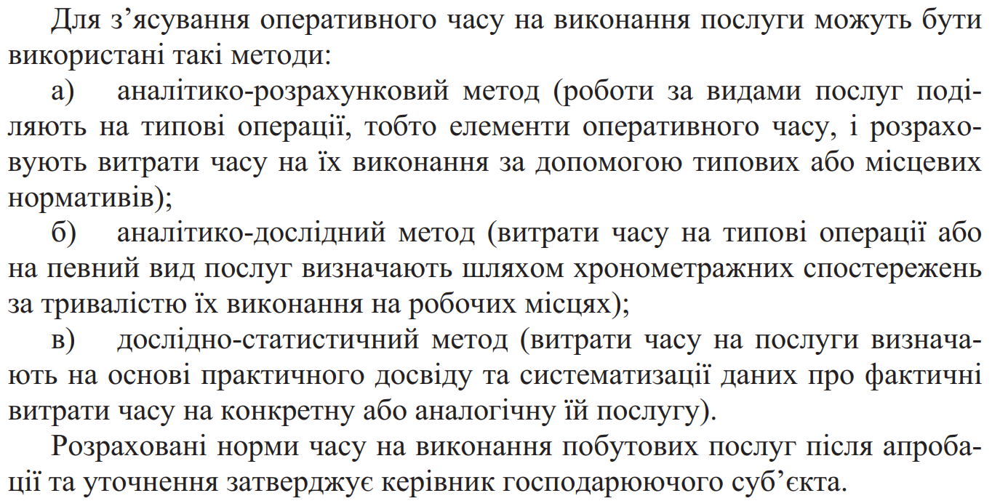 Для з’ясування оперативного часу на виконання послуги можуть бути
використані такі методи:
а) аналітико-розрахунковий метод (роботи за видами послуг поді-
ляють на типові операції, тобто елементи оперативного часу, і розрахо-
вують витрати часу на їх виконання за допомогою типових або місцевих
нормативів);
б) аналітико-дослідний метод (витрати часу на типові операції або
на певний вид послуг визначають шляхом хронометражних спостережень
за тривалістю їх виконання на робочих місцях);
в) дослідно-статистичний метод (витрати часу на послуги визнача-
ють на основі практичного досвіду та систематизації даних про фактичні
витрати часу на конкретну або аналогічну їй послугу).
Розраховані норми часу на виконання побутових послуг після апроба-
ції та уточнення затверджує керівник господарюючого суб’єкта.